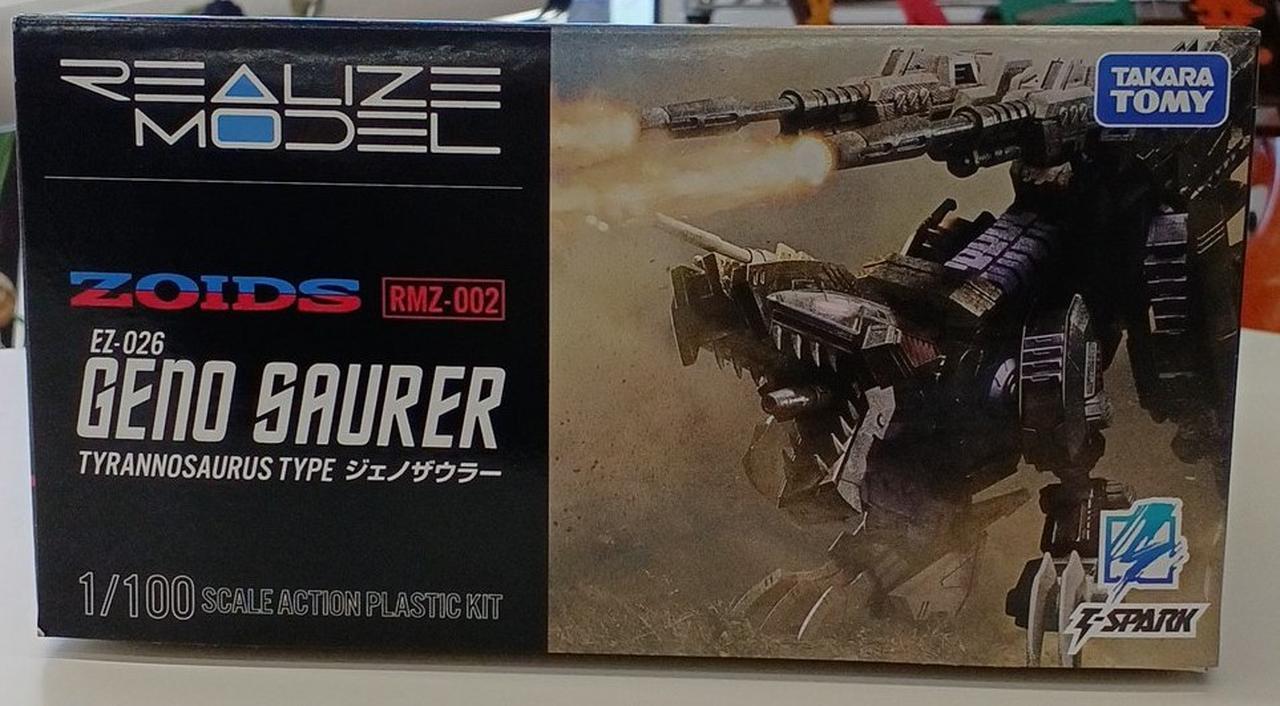 REALIZE
MODEL
ZOIDS RMZ-002
EZ-026
GENO SAURER
TYRANNOSAURUS TYPE ジェノザウラー
1/100 SCALE ACTION PLASTIC KIT
TAKARA
TOMY
T-SPARK